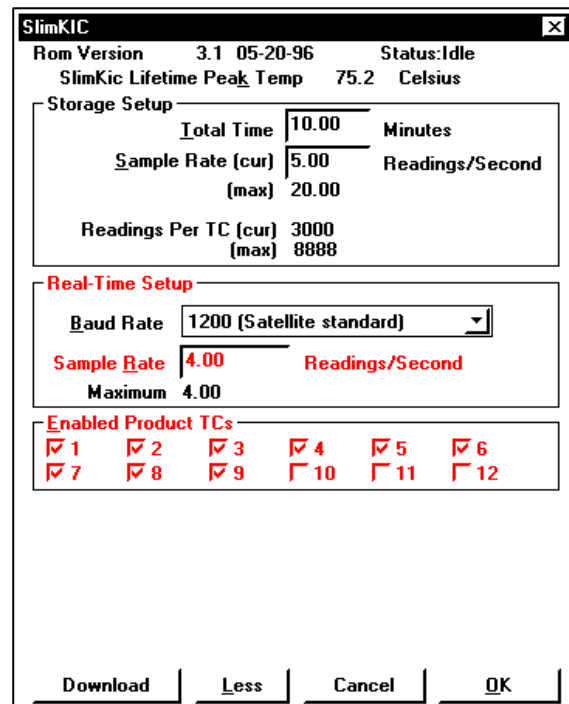 SlimKIC
Rom Version 3.1 05-20-96 Status:Idle
SlimKic Lifetime Peak Temp 75.2 Celsius
Storage Setup
Total Time 10.00 Minutes
Sample Rate (cur) 5.00 Readings/Second
(max) 20.00
Readings Per TC (cur) 3000
(max) 8888
Real-Time Setup
Baud Rate 1200 (Satellite standard)
Sample Rate 4.00 Readings/Second
Maximum 4.00
Enabled Product TCs
1 2 3 4 5 6
7 8 9 10 11 12
Download Less Cancel OK